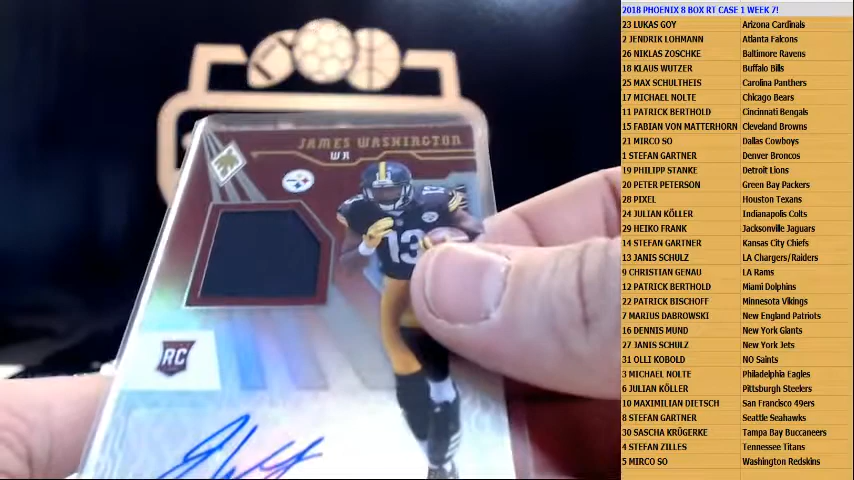 JAMES WASHINGTON
WR
13
13
RC
2018 PHOENIX 8 BOX RT CASE 1 WEEK 7!
23 LUKAS GOY Arizona Cardinals
2 JENDRIK LOHMANN Atlanta Falcons
26 NIKLAS ZOSCHKE Baltimore Ravens
18 KLAUS WUTZER Buffalo Bills
25 MAX SCHULTHEIS Carolina Panthers
17 MICHAEL NOLTE Chicago Bears
11 PATRICK BERTHOLD Cincinnati Bengals
15 FABIAN VON MATTERHORN Cleveland Browns
21 MIRCO SO Dallas Cowboys
1 STEFAN GARTNER Denver Broncos
19 PHILIPP STANKE Detroit Lions
20 PETER PETERSON Green Bay Packers
28 PIXEL Houston Texans
24 JULIAN KÖLLER Indianapolis Colts
29 HEIKO FRANK Jacksonville Jaguars
14 STEFAN GARTNER Kansas City Chiefs
13 JANIS SCHULZ LA Chargers/Raiders
9 CHRISTIAN GENAU LA Rams
12 PATRICK BERTHOLD Miami Dolphins
22 PATRICK BISCHOFF Minnesota Vikings
7 MARIUS DABROWSKI New England Patriots
16 DENNIS MUND New York Giants
27 JANIS SCHULZ New York Jets
31 OLLI KOBOLD NO Saints
3 MICHAEL NOLTE Philadelphia Eagles
6 JULIAN KÖLLER Pittsburgh Steelers
10 MAXIMILIAN DIETSCH San Francisco 49ers
8 STEFAN GARTNER Seattle Seahawks
30 SASCHA KRÜGERKE Tampa Bay Buccaneers
4 STEFAN ZILLES Tennessee Titans
5 MIRCO SO Washington Redskins